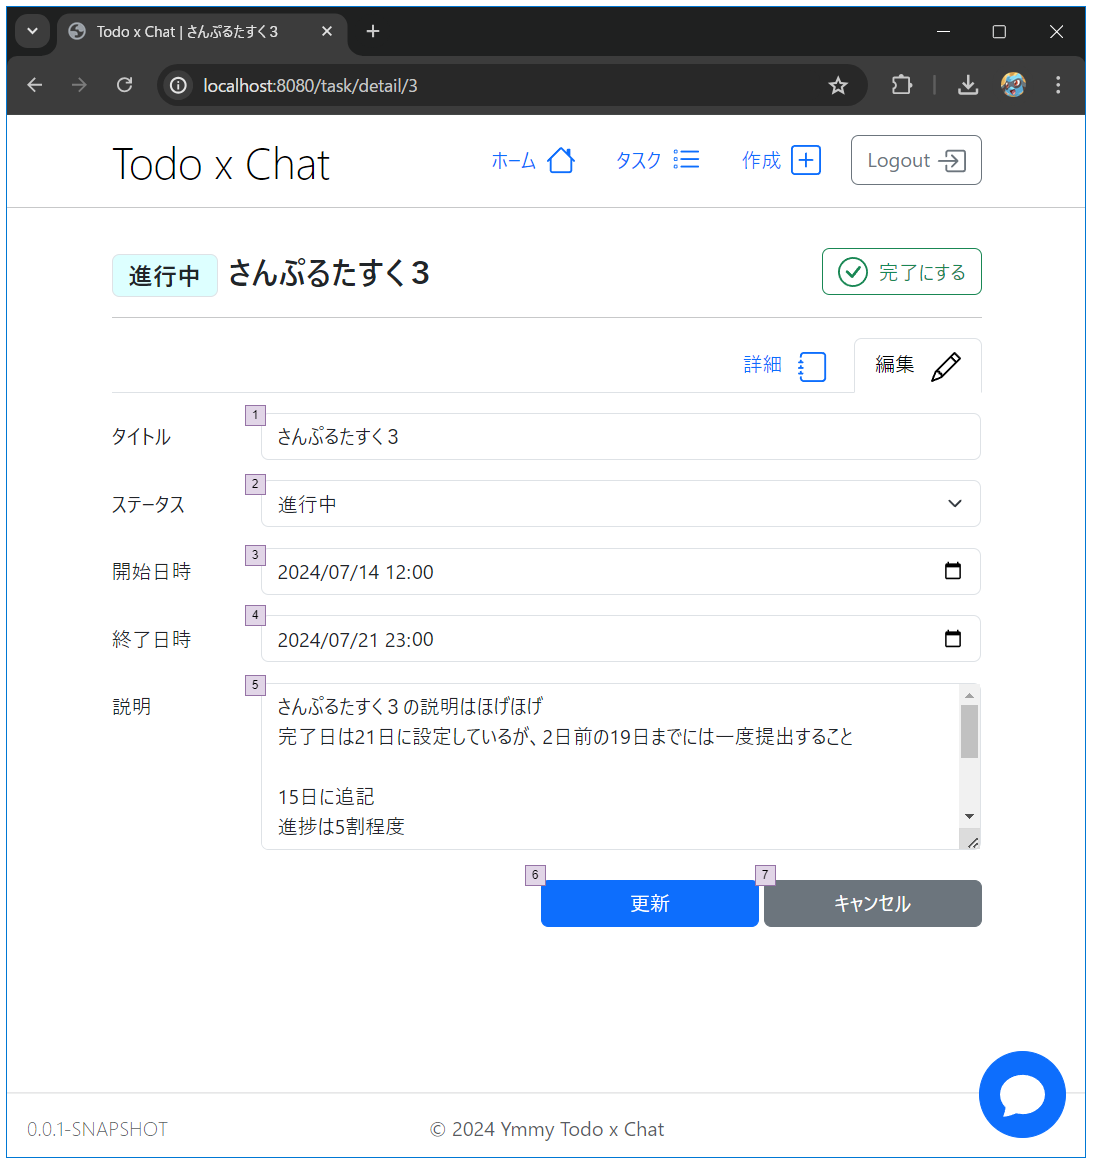 Todo x Chat | さんぷるたすく3
localhost:8080/task/detail/3
Todo x Chat
ホーム
タスク
作成
Logout
進行中 さんぷるたすく3
完了にする
詳細
編集
1
タイトル さんぷるたすく3
2
ステータス 進行中
3
開始日時 2024/07/14 12:00
4
終了日時 2024/07/21 23:00
5
説明 さんぷるたすく3の説明はほげほげ
完了日は21日に設定しているが、2日前の19日までには一度提出すること
15日に追記
進捗は5割程度
6 7
更新 キャンセル
0.0.1-SNAPSHOT
© 2024 Ymmy Todo x Chat